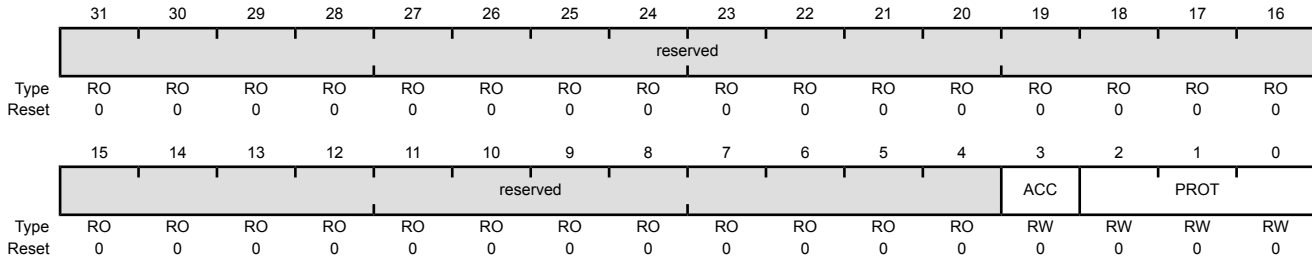 31 30 29 28 27 26 25 24 23 22 21 20 19 18 17 16
reserved
Type RO RO RO RO RO RO RO RO RO RO RO RO RO RO RO RO
Reset 0 0 0 0 0 0 0 0 0 0 0 0 0 0 0 0
15 14 13 12 11 10 9 8 7 6 5 4 3 2 1 0
reserved ACC PROT
Type RO RO RO RO RO RO RO RO RO RO RO RO RW RW RW RW
Reset 0 0 0 0 0 0 0 0 0 0 0 0 0 0 0 0